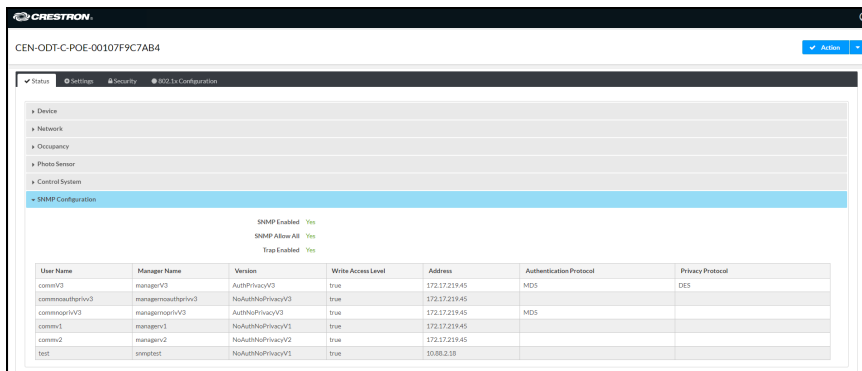 CRESTRON.
CEN-ODT-C-POE-00107F9C7AB4
Action
Status Settings Security 802.1x Configuration
Device
Network
Occupancy
Photo Sensor
Control System
SNMP Configuration
SNMP Enabled Yes
SNMP Allow All Yes
Trap Enabled Yes
User Name Manager Name Version Write Access Level Address Authentication Protocol Privacy Protocol
commV3 managerV3 AuthPrivacyV3 true 172.17.219.45 MD5 DES
commnoauthprivv3 managernoauthprivv3 NoAuthNoPrivacyV3 true 172.17.219.45
commnoprivV3 managernoprivV3 AuthNoPrivacyV3 true 172.17.219.45 MD5
commv1 managerv1 NoAuthNoPrivacyV1 true 172.17.219.45
commv2 managerv2 NoAuthNoPrivacyV2 true 172.17.219.45
test snmptest NoAuthNoPrivacyV1 true 10.88.2.18